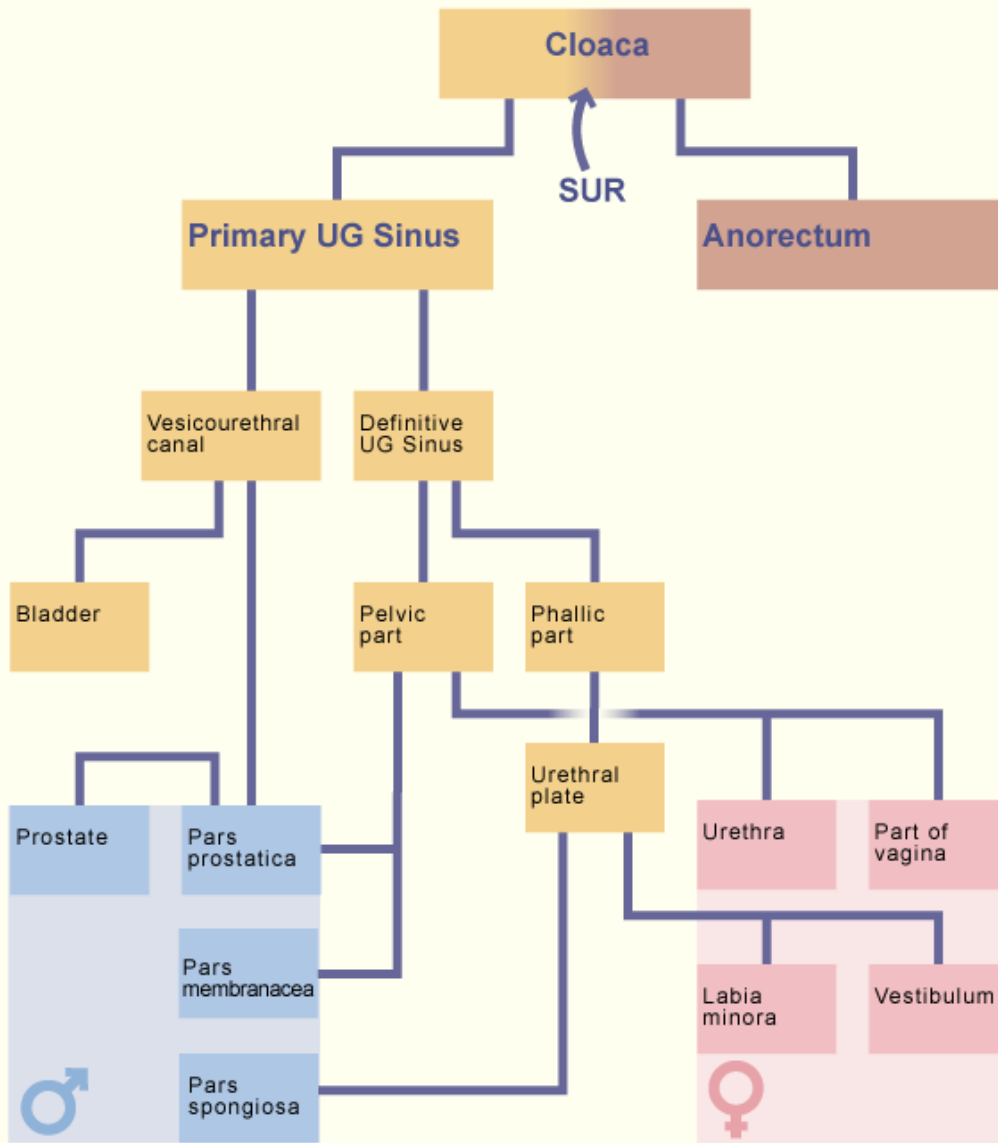 Cloaca
SUR
Primary UG Sinus
Anorectum
Vesicourethral
canal
Definitive
UG Sinus
Bladder
Pelvic
part
Phallic
part
Urethral
plate
Prostate
Pars
prostatica
Urethra
Part of
vagina
Pars
membranacea
Labia
minora
Vestibulum
Pars
spongiosa